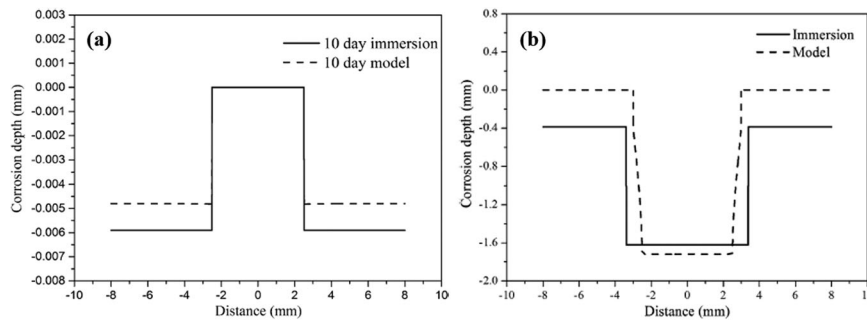 (a)
10 day immersion
10 day model
Corrosion depth (mm)
0.003
0.002
0.001
0.000
-0.001
-0.002
-0.003
-0.004
-0.005
-0.006
-0.007
-0.008
-10 -8 -6 -4 -2 0 2 4 6 8 10
Distance (mm)
(b)
Immersion
Model
Corrosion depth (mm)
0.8
0.4
0.0
-0.4
-0.8
-1.2
-1.6
-2.0
-10 -8 -6 -4 -2 0 2 4 6 8
Distance (mm)